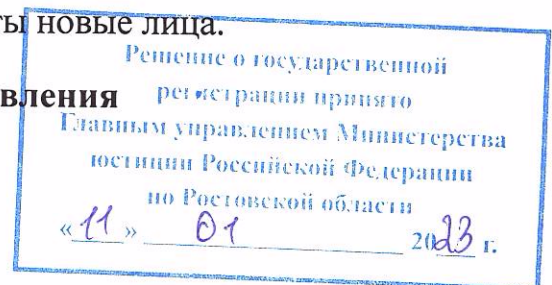 ты новые лица.
вления
Решение о государственной
регистрации принято
Главным управлением Министерства
юстиции Российской Федерации
по Ростовской области
«11» 01 2023 г.